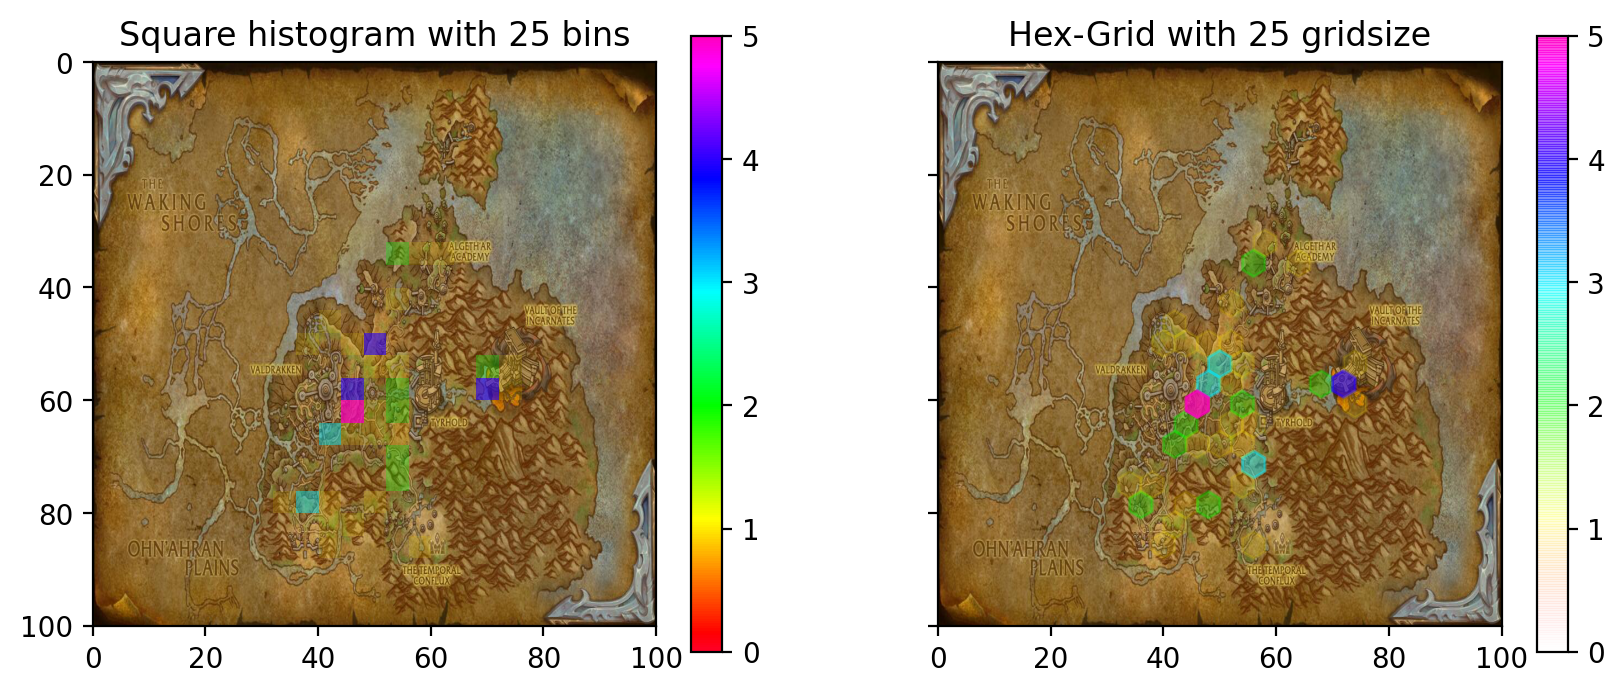 Square histogram with 25 bins
0
20
40
60
80
100
0
20
40
60
80
100
THE
WAKING
SHORES
ALGETH'AR
ACADEMY
VAULT OF THE
INCARNATES
VALDRAKKEN
TYRHOLD
OHN'AHRAN
PLAINS
THE TEMPORAL
CONFLUX
5
4
3
2
1
0
Hex-Grid with 25 gridsize
THE
WAKING
SHORES
ALGETH'AR
ACADEMY
VAULT OF THE
INCARNATES
VALDRAKKEN
TYRHOLD
OHN'AHRAN
PLAINS
THE TEMPORAL
CONFLUX
0
20
40
60
80
100
5
4
3
2
1
0